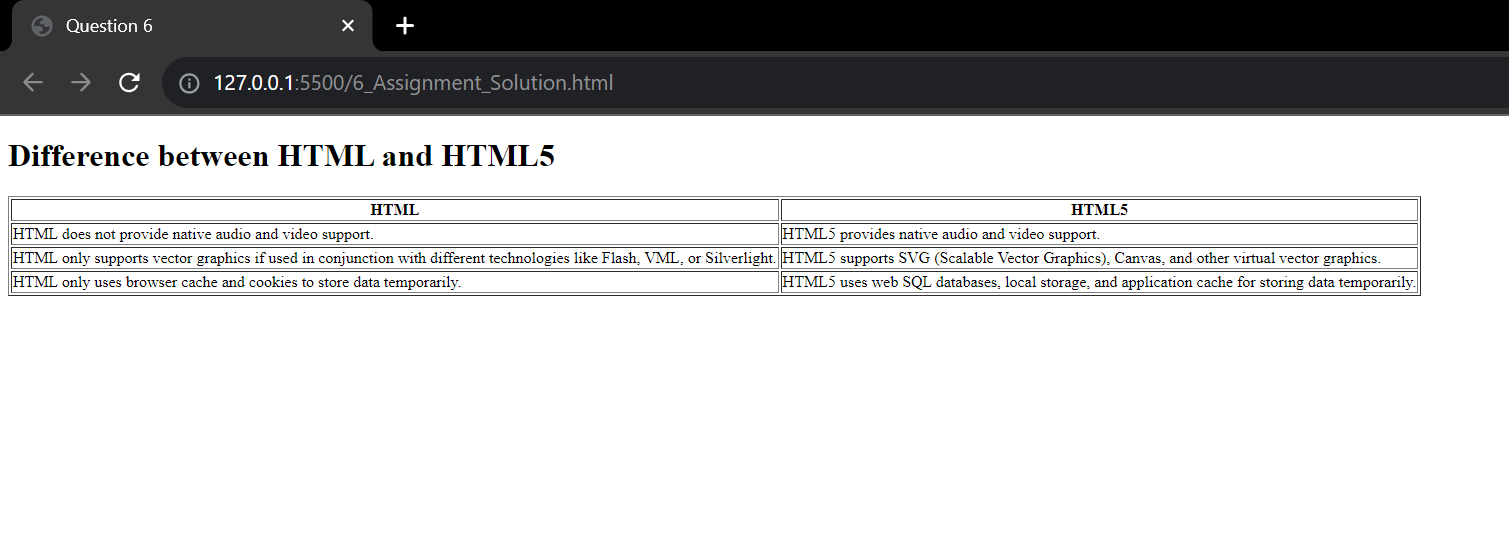 Question 6
127.0.0.1:5500/6_Assignment_Solution.html
Difference between HTML and HTML5
HTML HTML5
HTML does not provide native audio and video support. HTML5 provides native audio and video support.
HTML only supports vector graphics if used in conjunction with different technologies like Flash, VML, or Silverlight. HTML5 supports SVG (Scalable Vector Graphics), Canvas, and other virtual vector graphics.
HTML only uses browser cache and cookies to store data temporarily. HTML5 uses web SQL databases, local storage, and application cache for storing data temporarily.